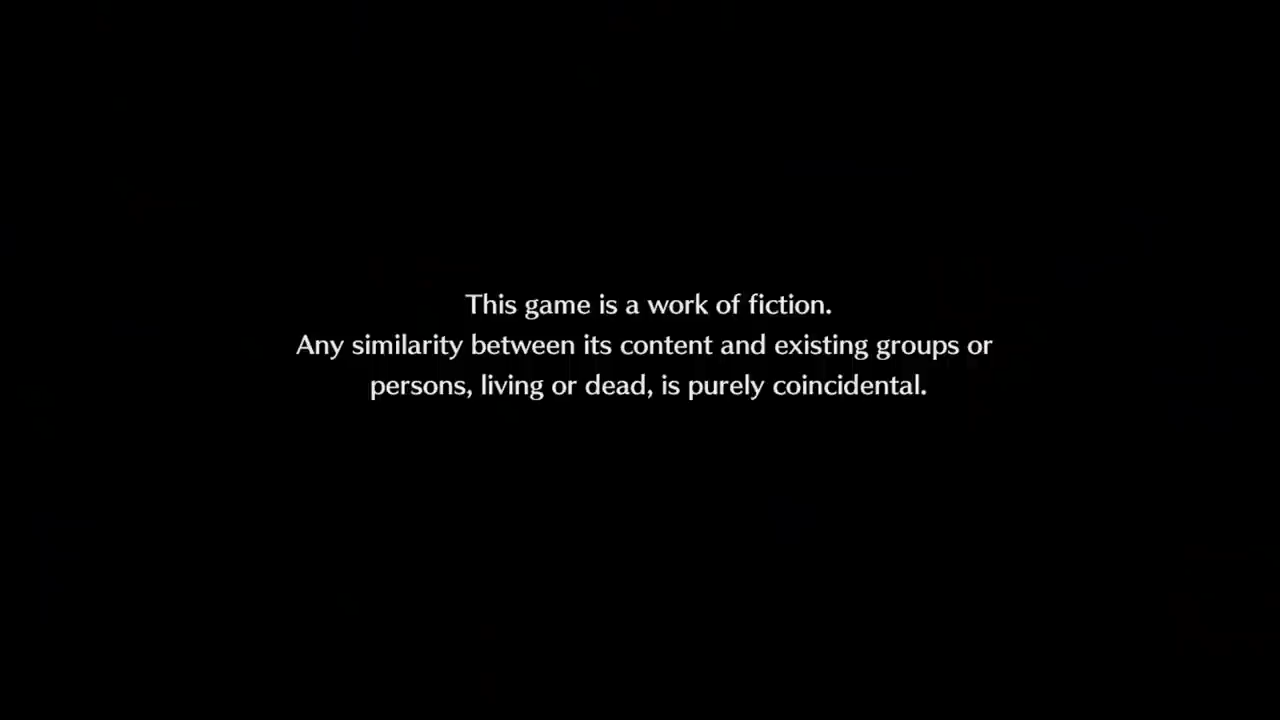 This game is a work of fiction.
Any similarity between its content and existing groups or
persons, living or dead, is purely coincidental.